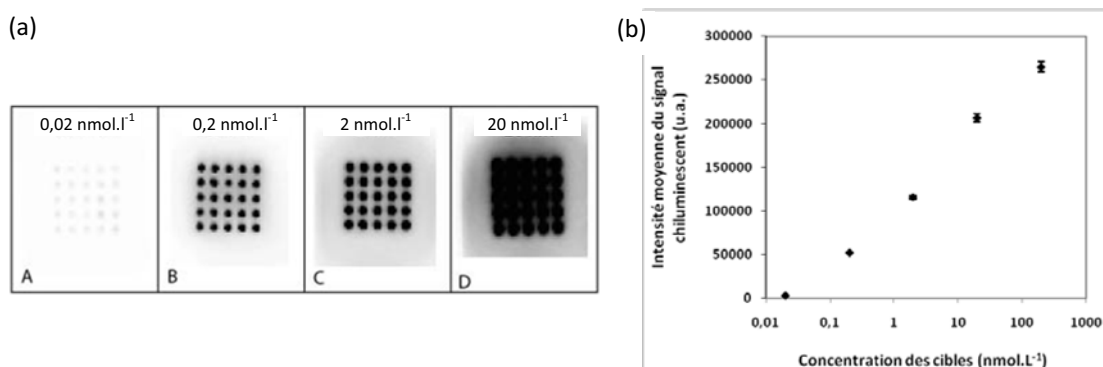 (a)
0,02 nmol.l-1
0,2 nmol.l-1
2 nmol.l-1
20 nmol.l-1
A
B
C
D
(b)
Intensité moyenne du signal
chiluminescent (u.a.)
300000
250000
200000
150000
100000
50000
0
0,01
0,1
1
10
100
1000
Concentration des cibles (nmol.L-1)